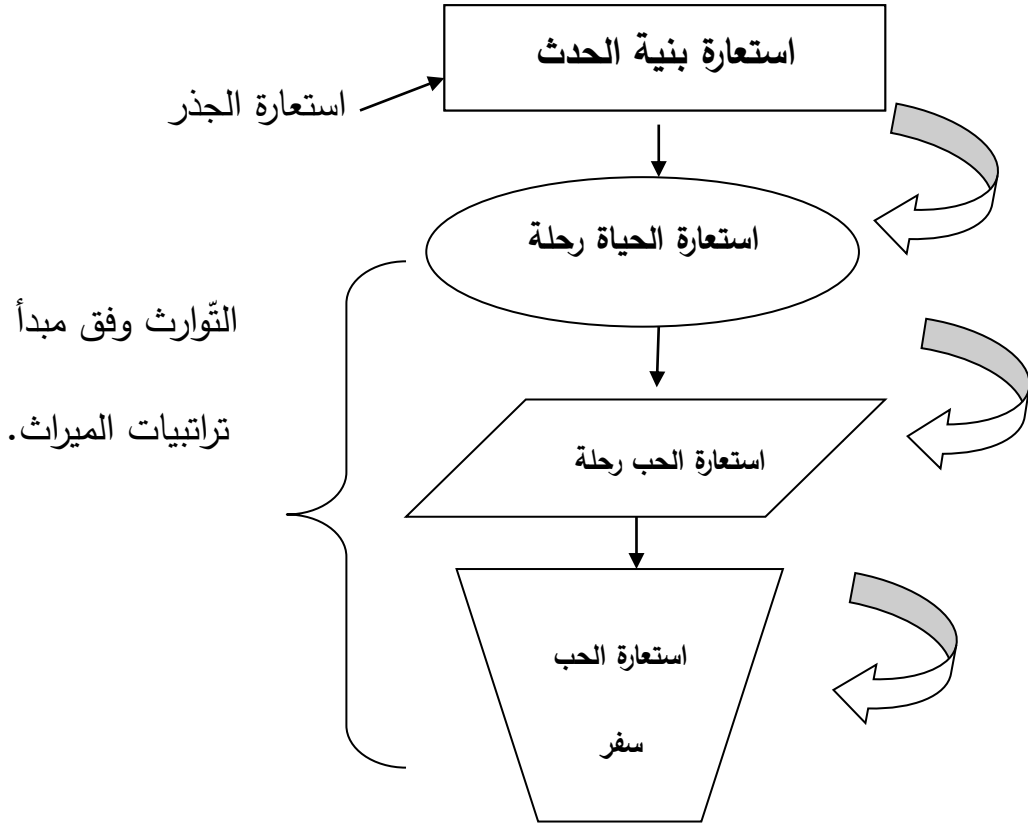 استعارة بنية الحدث
استعارة الجذر
استعارة الحياة رحلة
التّوارث وفق مبدأ
تراتبيات الميراث.
استعارة الحب رحلة
استعارة الحب
سفر